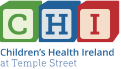 CHI
Children's Health Ireland
at Temple Street